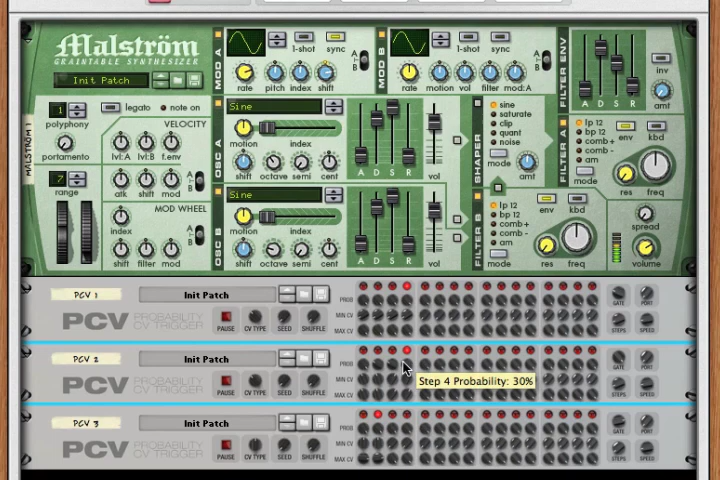 Malström
GRAINTABLE SYNTHESIZER
Init Patch
MALSTRÖM 1
1
polyphony
portamento
7
range
legato
note on
VELOCITY
lvl:A lvl:B f.env
atk shift mod
A
B
MOD WHEEL
index
shift filter mod
A
B
MOD A
1-shot sync
rate pitch index shift
A
B
MOD B
1-shot sync
rate motion vol filter mod:A
A
B
FILTER ENV
A D S R
inv
amt
OSC A
Sine
motion index
shift octave semi cent
A D S R
vol
OSC B
Sine
motion index
shift octave semi cent
A D S R
vol
SHAPER
sine
saturate
clip
quant
noise
mode amt
FILTER A
lp 12
bp 12
comb +
comb -
am
mode
env kbd
res freq
FILTER B
lp 12
bp 12
comb +
comb -
am
mode
env kbd
res freq
spread
volume
PCV 1
Init Patch
PCV PROBABILITY
CV TRIGGER
PAUSE CV TYPE SEED SHUFFLE
PROB
MIN CV
MAX CV
GATE PORT
STEPS SPEED
PCV 2
Init Patch
PCV PROBABILITY
CV TRIGGER
PAUSE CV TYPE SEED SHUFFLE
PROB
MIN CV
MAX CV
Step 4 Probability: 30%
GATE PORT
STEPS SPEED
PCV 3
Init Patch
PCV PROBABILITY
CV TRIGGER
PAUSE CV TYPE SEED SHUFFLE
PROB
MIN CV
MAX CV
GATE PORT
STEPS SPEED